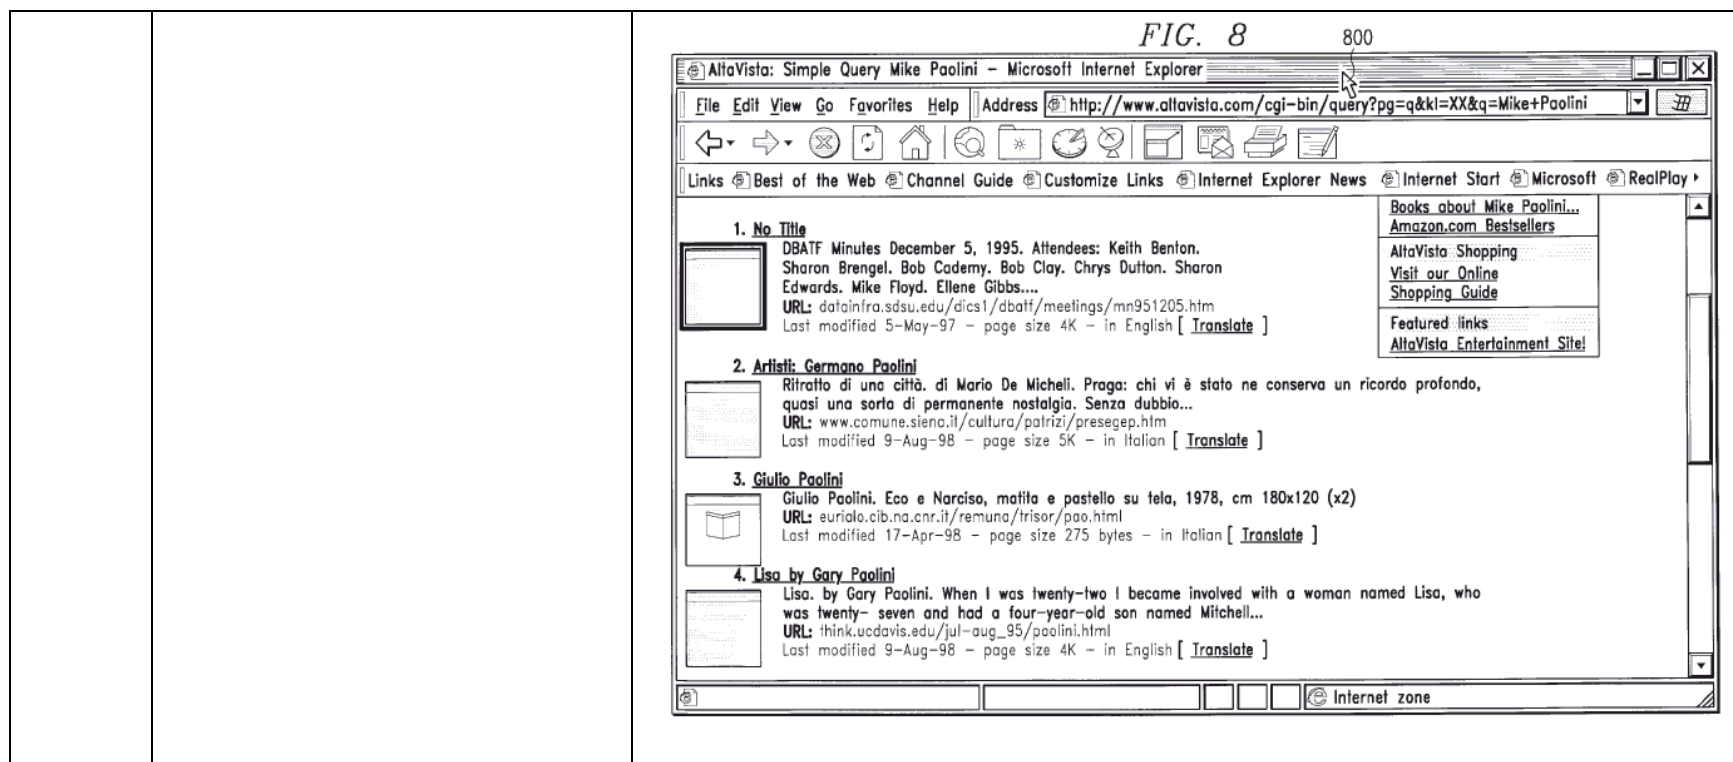 FIG. 8
800
AltaVista: Simple Query Mike Paolini – Microsoft Internet Explorer
File Edit View Go Favorites Help Address http://www.altavista.com/cgi-bin/query?pg=q&kl=XX&q=Mike+Paolini
Links Best of the Web Channel Guide Customize Links Internet Explorer News Internet Start Microsoft RealPlay
Books about Mike Paolini...
Amazon.com Bestsellers
AltaVista Shopping
Visit our Online
Shopping Guide
Featured links
AltaVista Entertainment Site!
1. No Title
DBATF Minutes December 5, 1995. Attendees: Keith Benton.
Sharon Brengel. Bob Cademy. Bob Clay. Chrys Dutton. Sharon
Edwards. Mike Floyd. Ellene Gibbs....
URL: datainfra.sdsu.edu/dics1/dbatf/meetings/mn951205.htm
Last modified 5-May-97 – page size 4K – in English [ Translate ]
2. Artisti: Germano Paolini
Ritratto di una città. di Mario De Micheli. Praga: chi vi è stato ne conserva un ricordo profondo,
quasi una sorta di permanente nostalgia. Senza dubbio...
URL: www.comune.siena.it/cultura/patrizi/presegep.htm
Last modified 9-Aug-98 – page size 5K – in Italian [ Translate ]
3. Giulio Paolini
Giulio Paolini. Eco e Narciso, matita e pastello su tela, 1978, cm 180x120 (x2)
URL: eurialo.cib.na.cnr.it/remuna/trisor/pao.html
Last modified 17-Apr-98 – page size 275 bytes – in Italian [ Translate ]
4. Lisa by Gary Paolini
Lisa. by Gary Paolini. When I was twenty-two I became involved with a woman named Lisa, who
was twenty- seven and had a four-year-old son named Mitchell...
URL: think.ucdavis.edu/jul-aug_95/paolini.html
Last modified 9-Aug-98 – page size 4K – in English [ Translate ]
Internet zone